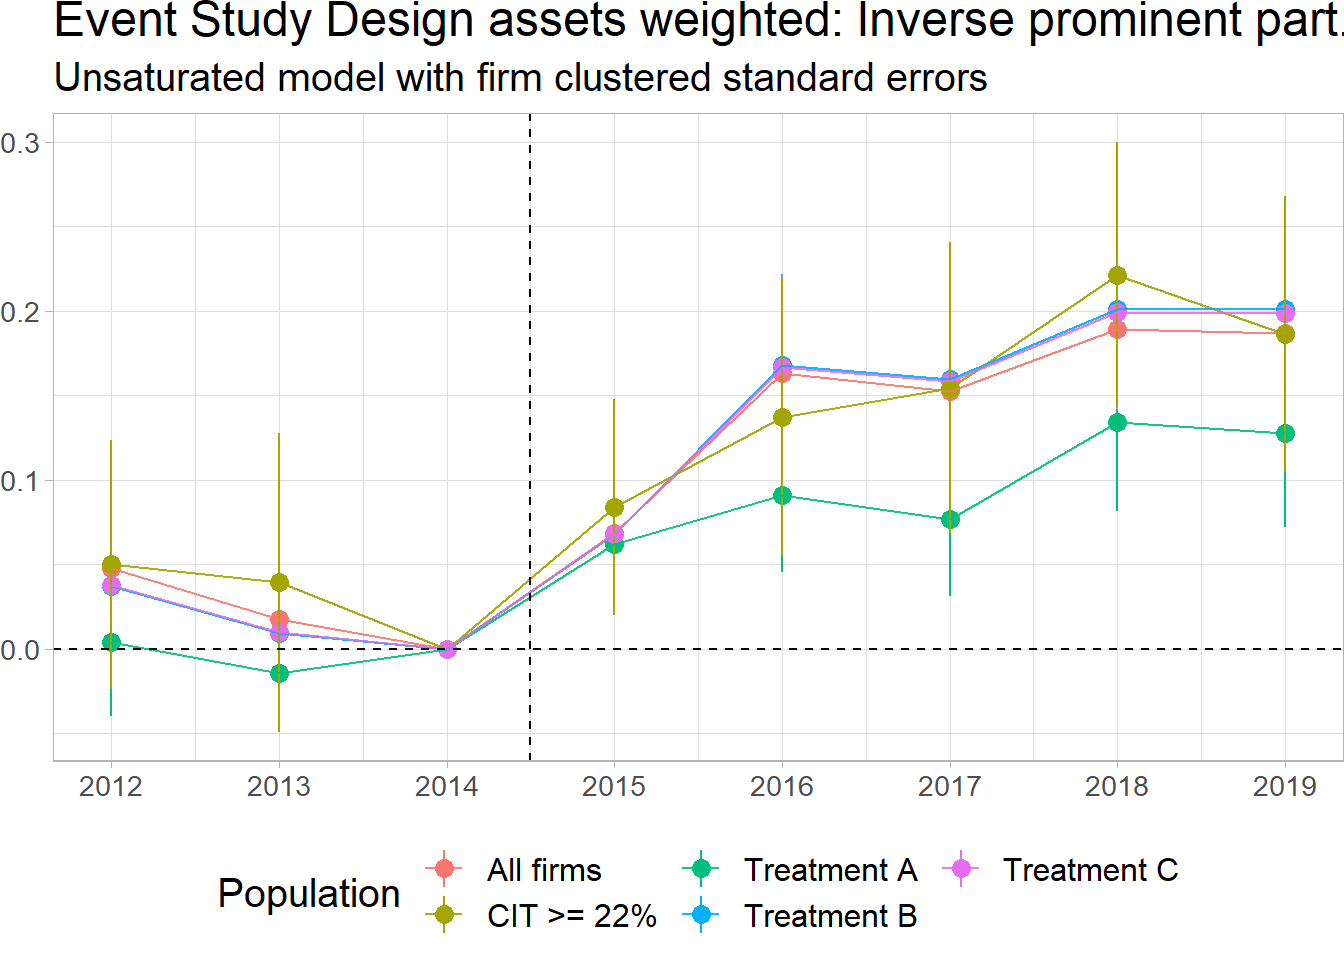 Event Study Design assets weighted: Inverse prominent part.
Unsaturated model with firm clustered standard errors
0.3
0.2
0.1
0.0
2012 2013 2014 2015 2016 2017 2018 2019
Population
All firms Treatment A Treatment C
CIT >= 22% Treatment B